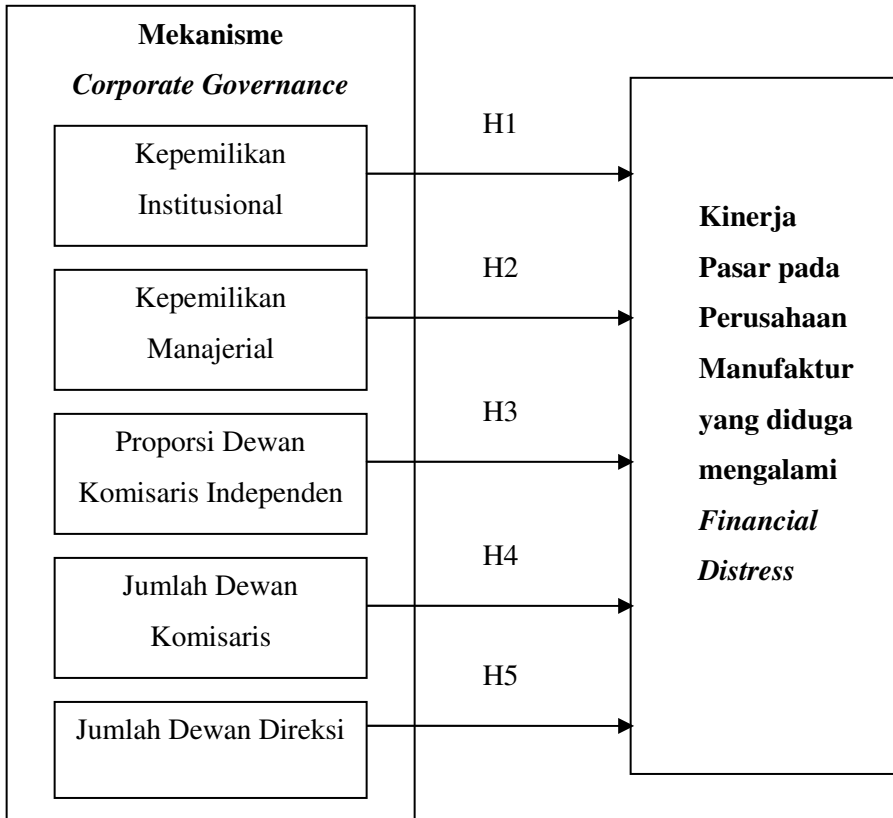 Mekanisme
Corporate Governance
Kepemilikan
Institusional
Kepemilikan
Manajerial
Proporsi Dewan
Komisaris Independen
Jumlah Dewan
Komisaris
Jumlah Dewan Direksi
H1
H2
H3
H4
H5
Kinerja
Pasar pada
Perusahaan
Manufaktur
yang diduga
mengalami
Financial
Distress